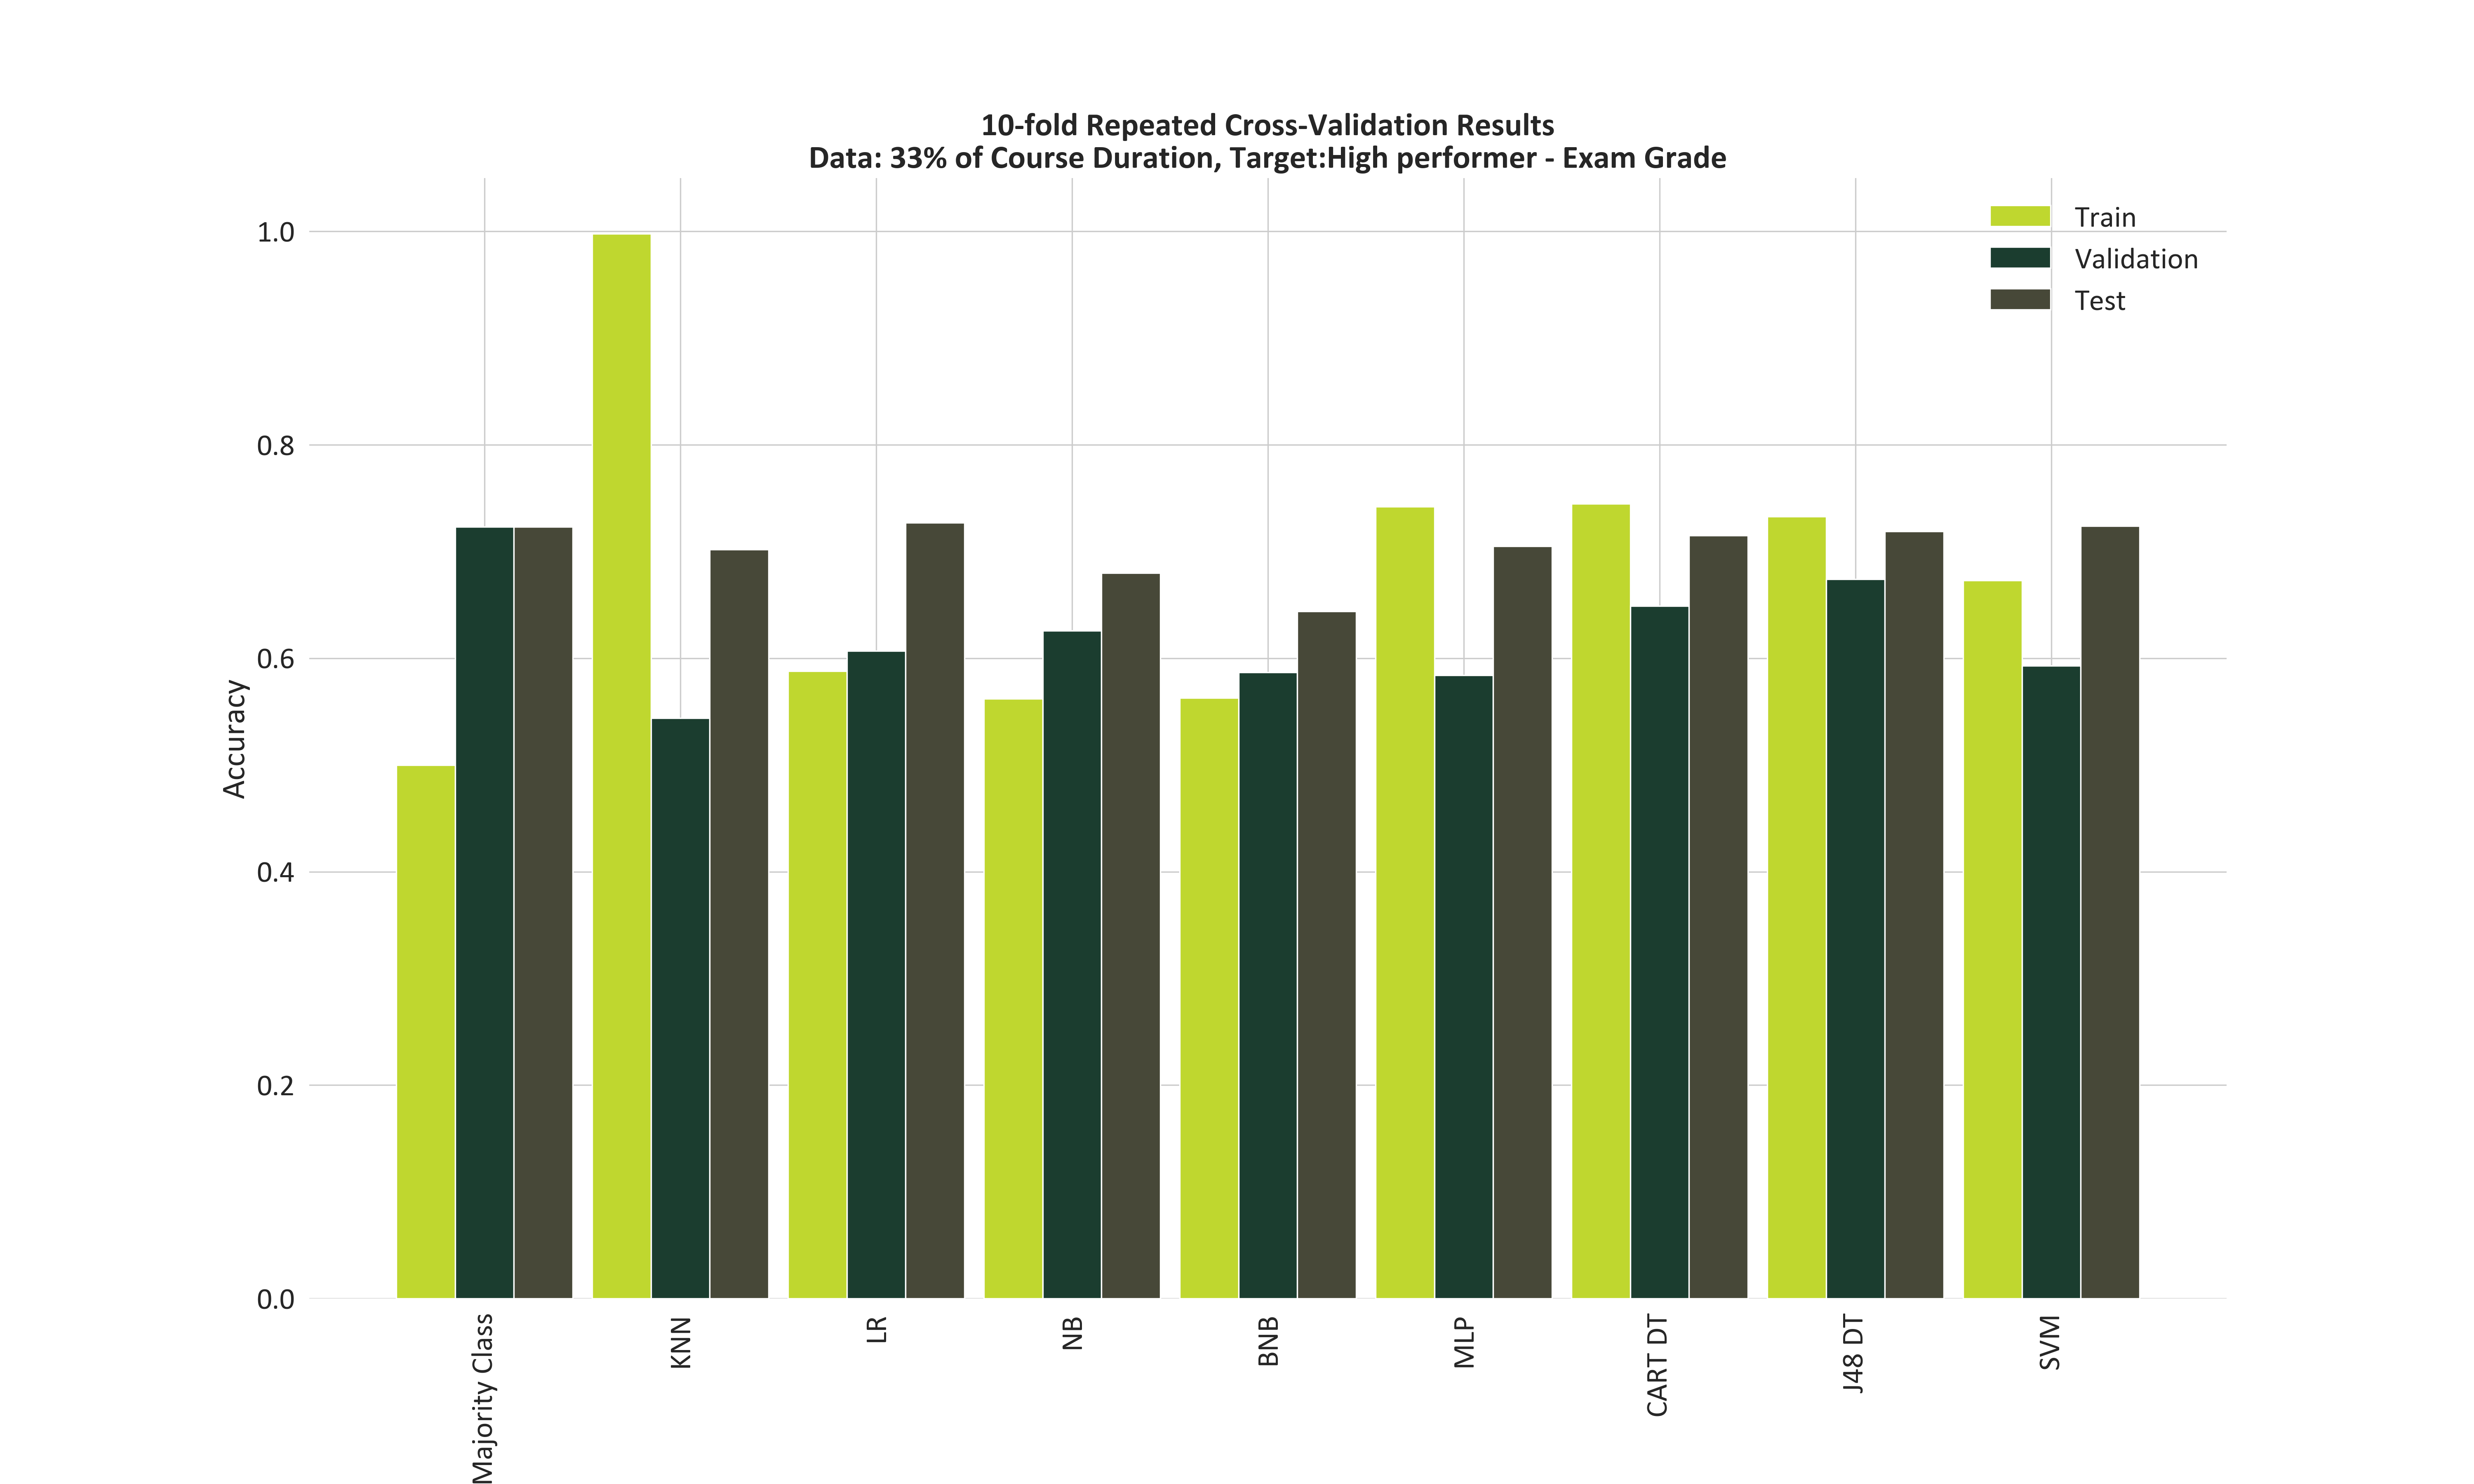 10-fold Repeated Cross-Validation Results
Data: 33% of Course Duration, Target:High performer - Exam Grade
Train
Validation
Test
1.0
0.8
0.6
0.4
0.2
0.0
Accuracy
Majority Class
KNN
LR
NB
BNB
MLP
CART DT
J48 DT
SVM